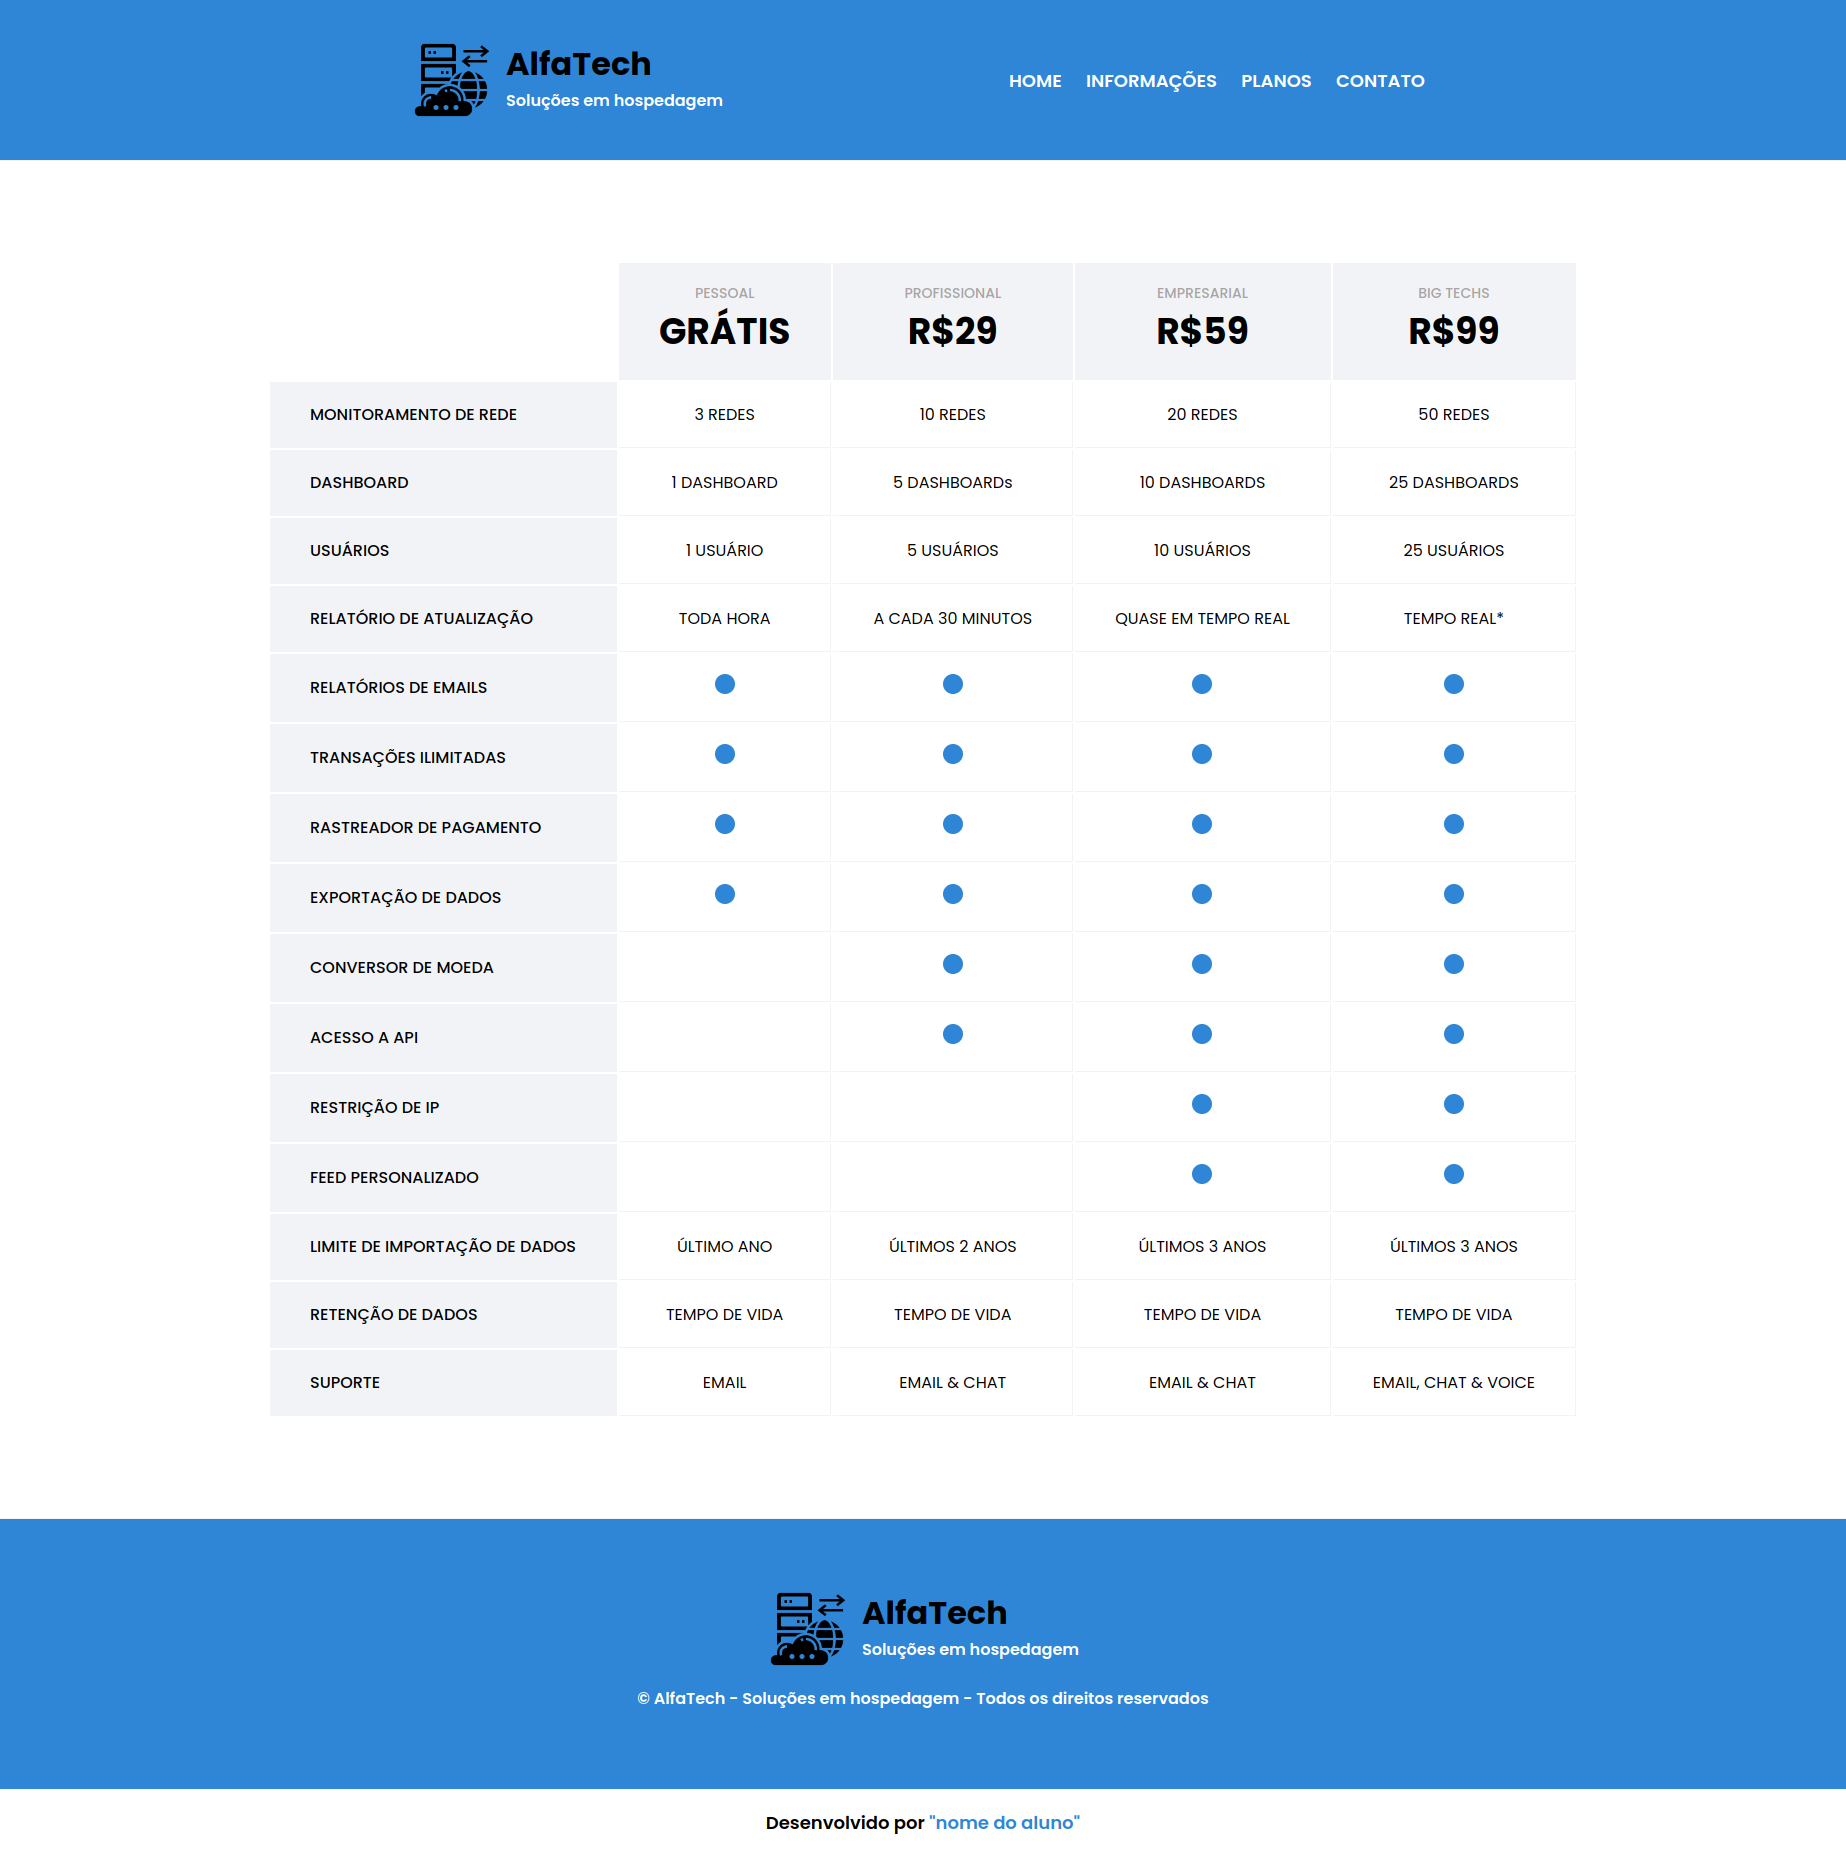 AlfaTech
Soluções em hospedagem
HOME INFORMAÇÕES PLANOS CONTATO
PESSOAL PROFISSIONAL EMPRESARIAL BIG TECHS
GRÁTIS R$29 R$59 R$99
MONITORAMENTO DE REDE 3 REDES 10 REDES 20 REDES 50 REDES
DASHBOARD 1 DASHBOARD 5 DASHBOARDs 10 DASHBOARDS 25 DASHBOARDS
USUÁRIOS 1 USUÁRIO 5 USUÁRIOS 10 USUÁRIOS 25 USUÁRIOS
RELATÓRIO DE ATUALIZAÇÃO TODA HORA A CADA 30 MINUTOS QUASE EM TEMPO REAL TEMPO REAL*
RELATÓRIOS DE EMAILS
TRANSAÇÕES ILIMITADAS
RASTREADOR DE PAGAMENTO
EXPORTAÇÃO DE DADOS
CONVERSOR DE MOEDA
ACESSO A API
RESTRIÇÃO DE IP
FEED PERSONALIZADO
LIMITE DE IMPORTAÇÃO DE DADOS ÚLTIMO ANO ÚLTIMOS 2 ANOS ÚLTIMOS 3 ANOS ÚLTIMOS 3 ANOS
RETENÇÃO DE DADOS TEMPO DE VIDA TEMPO DE VIDA TEMPO DE VIDA TEMPO DE VIDA
SUPORTE EMAIL EMAIL & CHAT EMAIL & CHAT EMAIL, CHAT & VOICE
AlfaTech
Soluções em hospedagem
© AlfaTech - Soluções em hospedagem - Todos os direitos reservados
Desenvolvido por "nome do aluno"